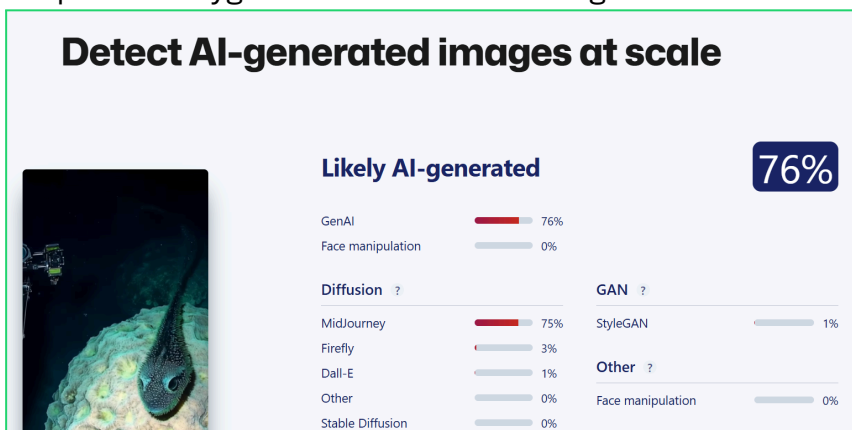 Detect AI-generated images at scale
Likely AI-generated
76%
GenAI 76%
Face manipulation 0%
Diffusion ?
MidJourney 75%
Firefly 3%
Dall-E 1%
Other 0%
Stable Diffusion 0%
GAN ?
StyleGAN 1%
Other ?
Face manipulation 0%